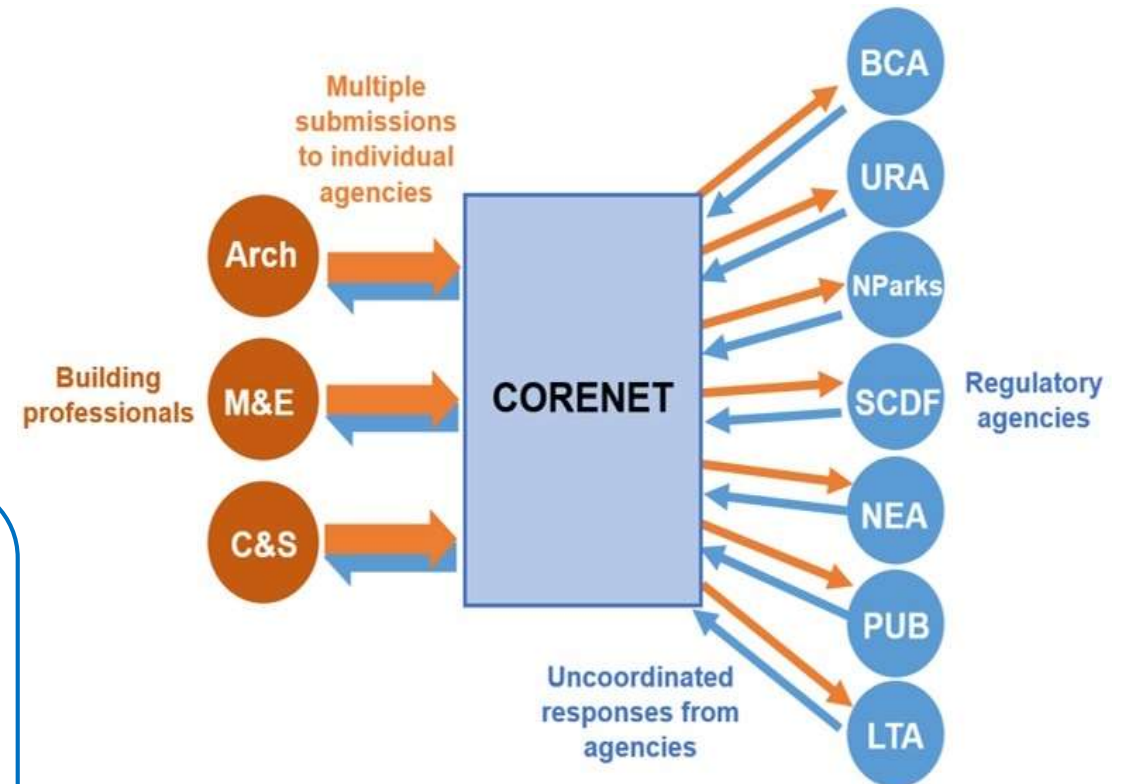 Multiple
submissions
to individual
agencies
Building
professionals
Arch
M&E
C&S
CORENET
BCA
URA
NParks
SCDF
NEA
PUB
LTA
Regulatory
agencies
Uncoordinated
responses from
agencies